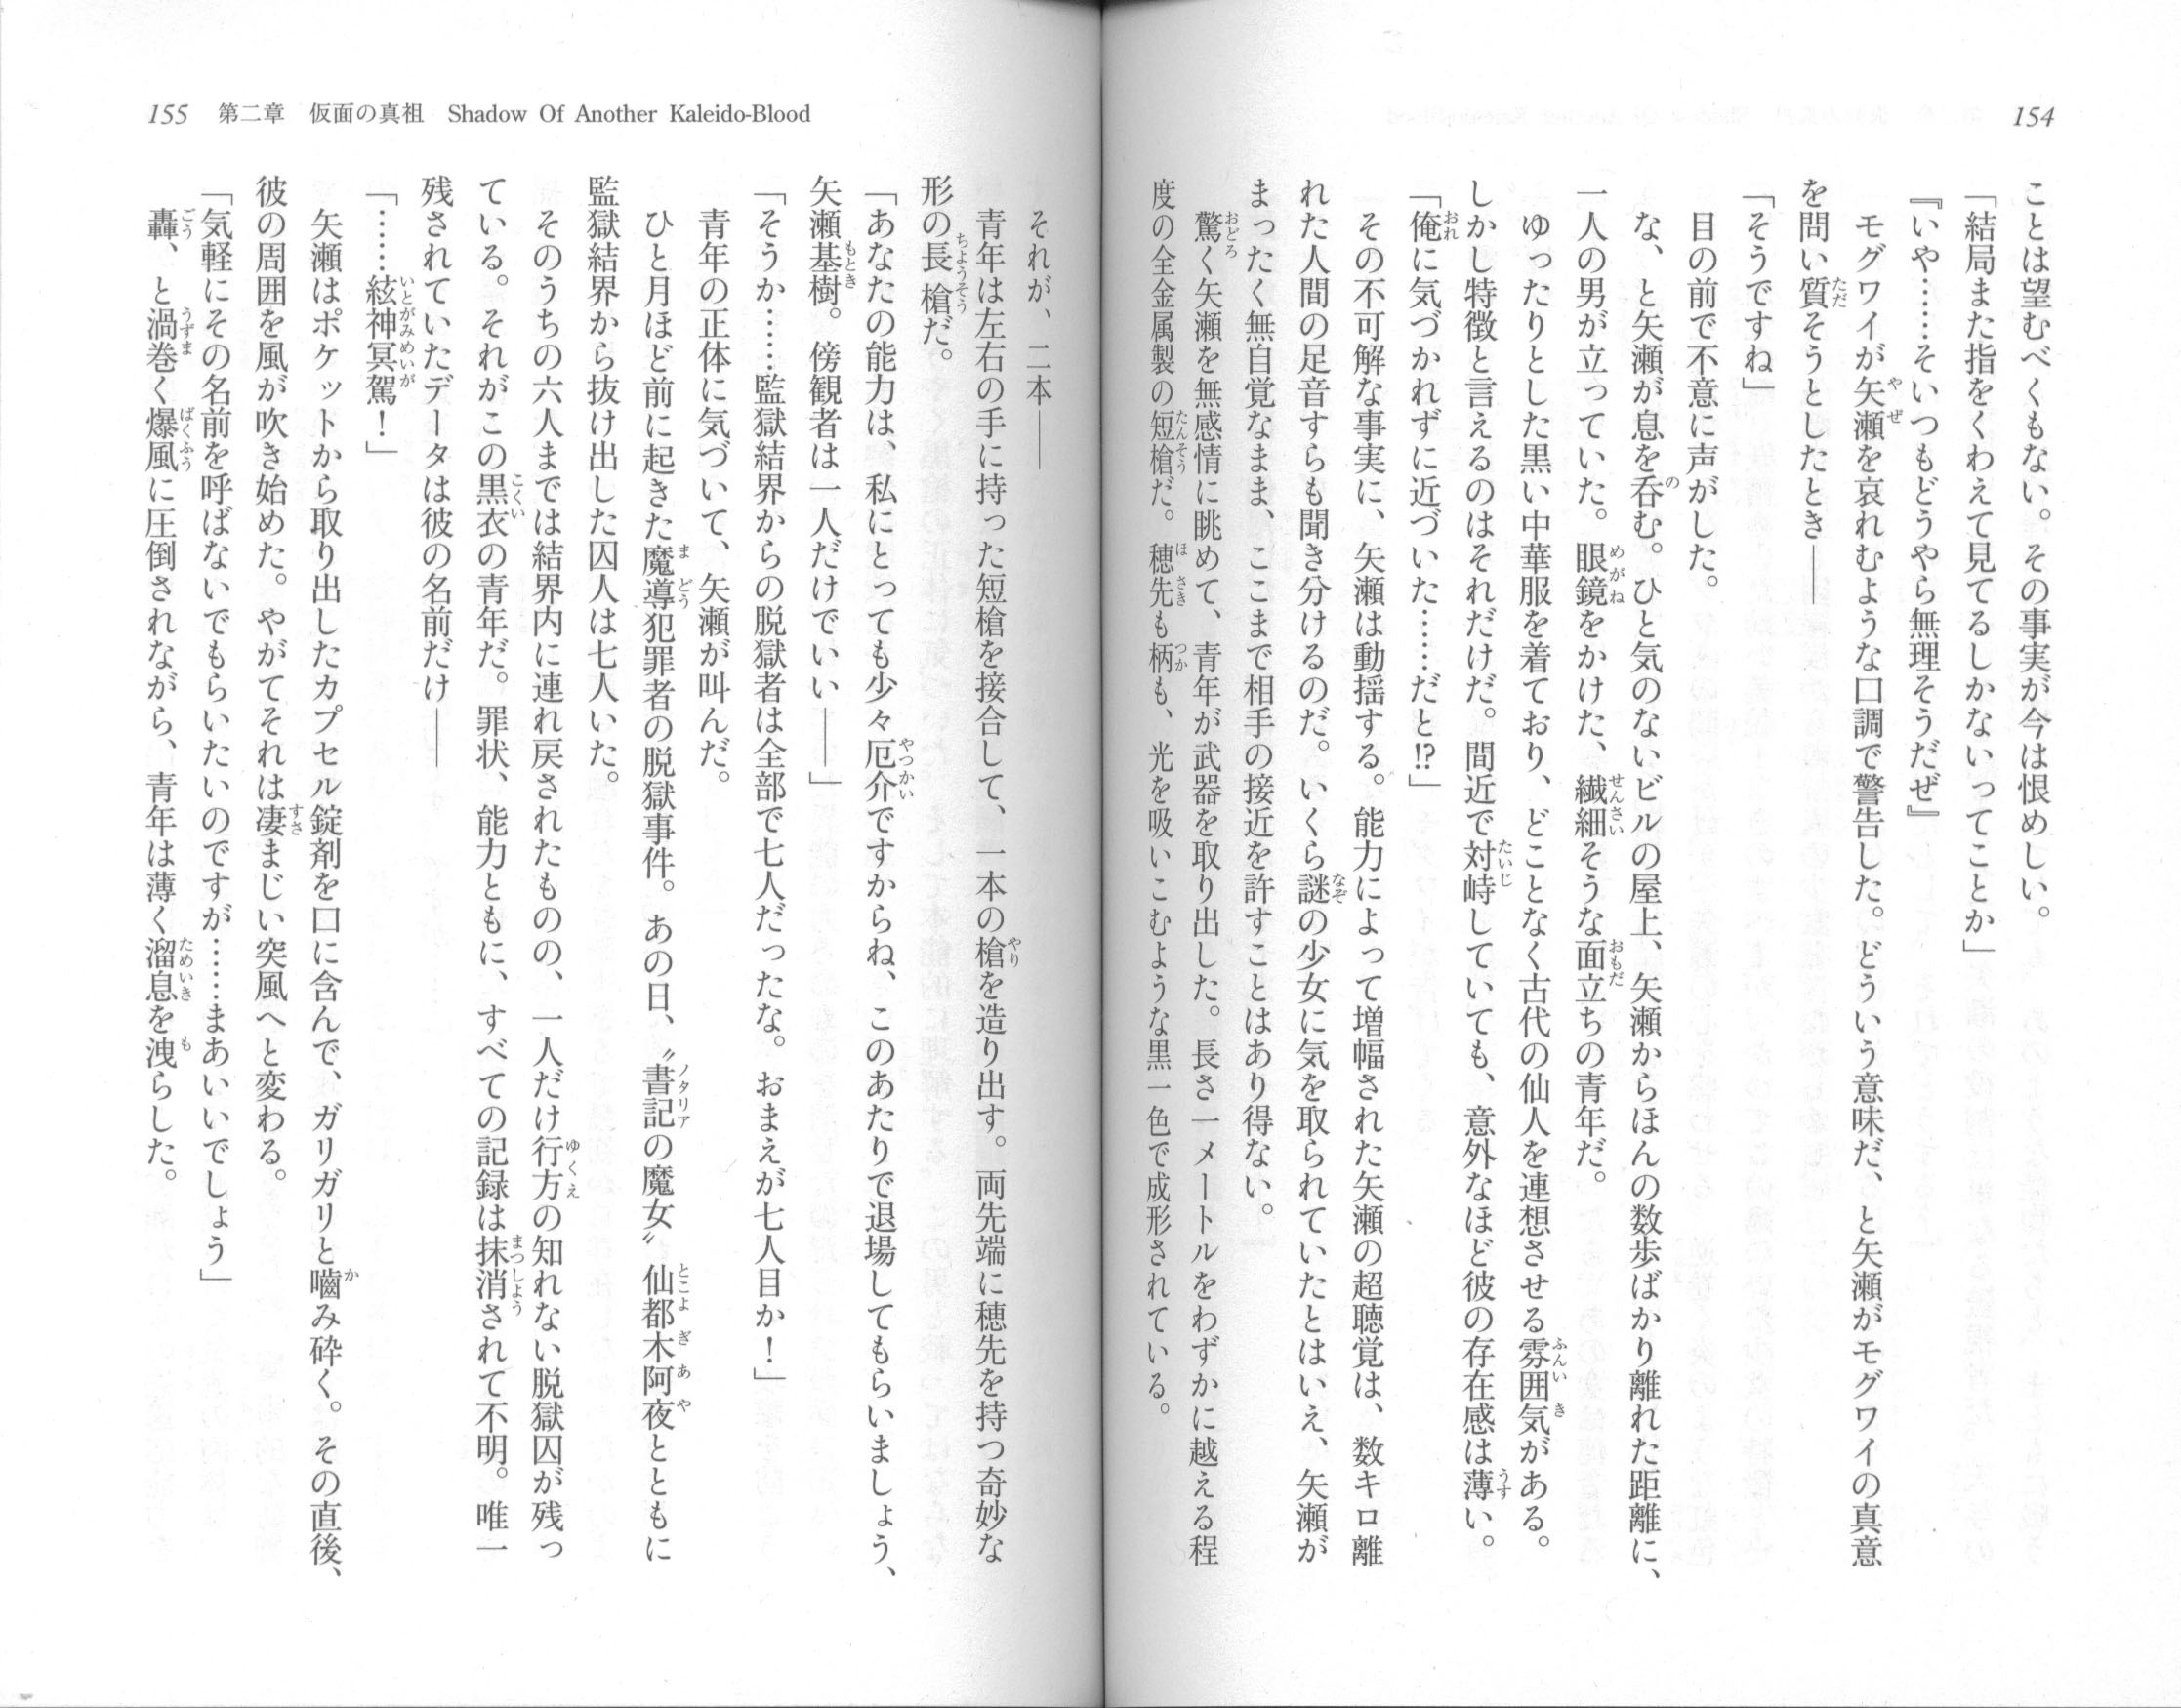 154
ことは望むべくもない。その事実が今は恨めしい。
「結局また指をくわえて見てるしかないってことか」
『いや……そいつもどうやら無理そうだぜ』
モグワイが矢瀬を哀れむような口調で警告した。どういう意味だ、と矢瀬がモグワイの真意
を問い質そうとしたとき――
「そうですね」
目の前で不意に声がした。
な、と矢瀬が息を呑む。ひと気のないビルの屋上、矢瀬からほんの数歩ばかり離れた距離に、
一人の男が立っていた。眼鏡をかけた、繊細そうな面立ちの青年だ。
ゆったりとした黒い中華服を着ており、どことなく古代の仙人を連想させる雰囲気がある。
しかし特徴と言えるのはそれだけだ。間近で対峙していても、意外なほど彼の存在感は薄い。
「俺に気づかれずに近づいた……だと!?」
その不可解な事実に、矢瀬は動揺する。能力によって増幅された矢瀬の超聴覚は、数キロ離
れた人間の足音すらも聞き分けるのだ。いくら謎の少女に気を取られていたとはいえ、矢瀬が
まったく無自覚なまま、ここまで相手の接近を許すことはあり得ない。
驚く矢瀬を無感情に眺めて、青年が武器を取り出した。長さ一メートルをわずかに越える程
度の全金属製の短槍だ。穂先も柄も、光を吸いこむような黒一色で成形されている。
155 第二章 仮面の真祖 Shadow Of Another Kaleido-Blood
それが、二本――
青年は左右の手に持った短槍を接合して、一本の槍を造り出す。両先端に穂先を持つ奇妙な
形の長槍だ。
「あなたの能力は、私にとっても少々厄介ですからね、このあたりで退場してもらいましょう、
矢瀬基樹。傍観者は一人だけでいい――」
「そうか……監獄結界からの脱獄者は全部で七人だったな。おまえが七人目か！」
青年の正体に気づいて、矢瀬が叫んだ。
ひと月ほど前に起きた魔導犯罪者の脱獄事件。あの日、〝書記の魔女〟仙都木阿夜とともに
監獄結界から抜け出した囚人は七人いた。
そのうちの六人までは結界内に連れ戻されたものの、一人だけ行方の知れない脱獄囚が残っ
ている。それがこの黒衣の青年だ。罪状、能力ともに、すべての記録は抹消されて不明。唯一
残されていたデータは彼の名前だけ――
「……絃神冥駕！」
矢瀬はポケットから取り出したカプセル錠剤を口に含んで、ガリガリと嚙み砕く。その直後、
彼の周囲を風が吹き始めた。やがてそれは凄まじい突風へと変わる。
「気軽にその名前を呼ばないでもらいたいのですが……まあいいでしょう」
轟、と渦巻く爆風に圧倒されながら、青年は薄く溜息を洩らした。